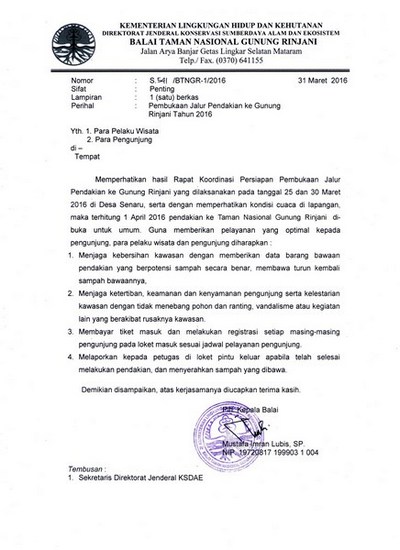 KEMENTERIAN LINGKUNGAN HIDUP DAN KEHUTANAN
DIREKTORAT JENDERAL KONSERVASI SUMBERDAYA ALAM DAN EKOSISTEM
BALAI TAMAN NASIONAL GUNUNG RINJANI
Jalan Arya Banjar Getas Lingkar Selatan Mataram
Telp./ Fax. (0370) 641155
Nomor : S.541 /BTNGR-1/2016 31 Maret 2016
Sifat : Penting
Lampiran : 1 (satu) berkas
Perihal : Pembukaan Jalur Pendakian ke Gunung
Rinjani Tahun 2016
Yth. 1. Para Pelaku Wisata
2. Para Pengunjung
di –
Tempat
Memperhatikan hasil Rapat Koordinasi Persiapan Pembukaan Jalur
Pendakian ke Gunung Rinjani yang dilaksanakan pada tanggal 25 dan 30 Maret
2016 di Desa Senaru, serta dengan memperhatikan kondisi cuaca di lapangan,
maka terhitung 1 April 2016 pendakian ke Taman Nasional Gunung Rinjani di-
buka untuk umum. Guna memberikan pelayanan yang optimal kepada
pengunjung, para pelaku wisata dan pengunjung diharapkan :
1. Menjaga kebersihan kawasan dengan memberikan data barang bawaan
pendakian yang berpotensi sampah secara benar, membawa turun kembali
sampah bawaannya,
2. Menjaga ketertiban, keamanan dan kenyamanan pengunjung serta kelestarian
kawasan dengan tidak menebang pohon dan ranting, vandalisme atau kegiatan
lain yang berakibat rusaknya kawasan.
3. Membayar tiket masuk dan melakukan registrasi setiap masing-masing
pengunjung pada loket masuk sesuai jadwal pelayanan pengunjung.
4. Melaporkan kepada petugas di loket pintu keluar apabila telah selesai
melakukan pendakian, dan menyerahkan sampah yang dibawa.
Demikian disampaikan, atas kerjasamanya diucapkan terima kasih.
Kepala Balai
Mustafa Imran Lubis, SP.
NIP. 19720817 199903 1 004
Tembusan :
1. Sekretaris Direktorat Jenderal KSDAE